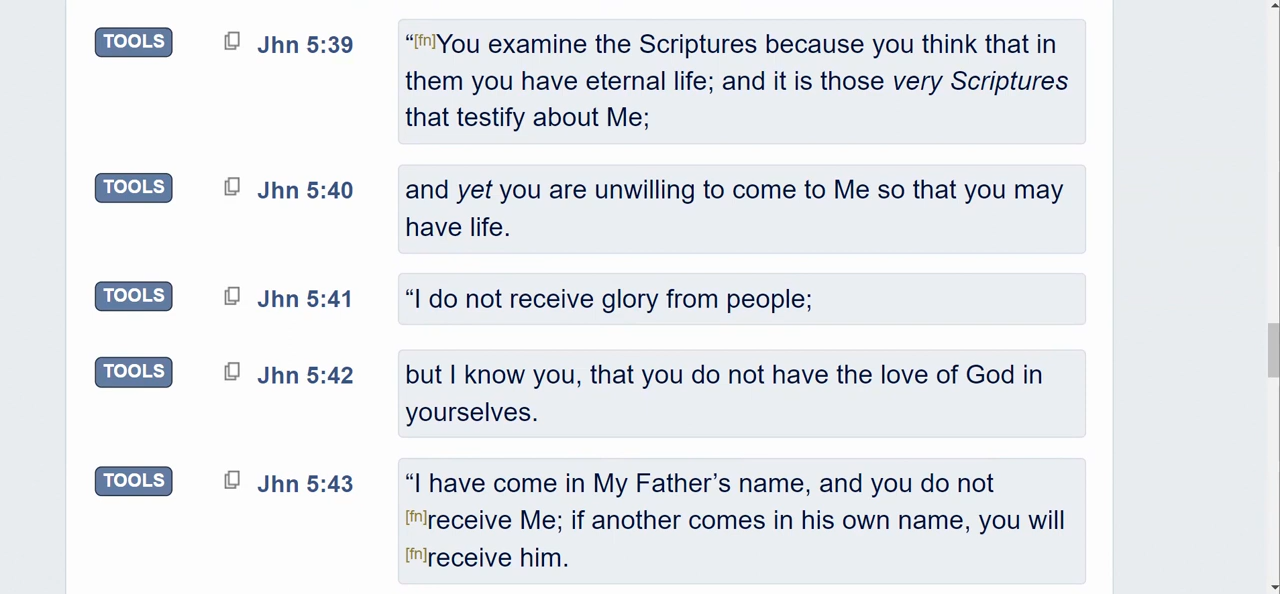 TOOLS Jhn 5:39 “[fn]You examine the Scriptures because you think that in
them you have eternal life; and it is those very Scriptures
that testify about Me;
TOOLS Jhn 5:40 and yet you are unwilling to come to Me so that you may
have life.
TOOLS Jhn 5:41 “I do not receive glory from people;
TOOLS Jhn 5:42 but I know you, that you do not have the love of God in
yourselves.
TOOLS Jhn 5:43 “I have come in My Father’s name, and you do not
[fn]receive Me; if another comes in his own name, you will
[fn]receive him.